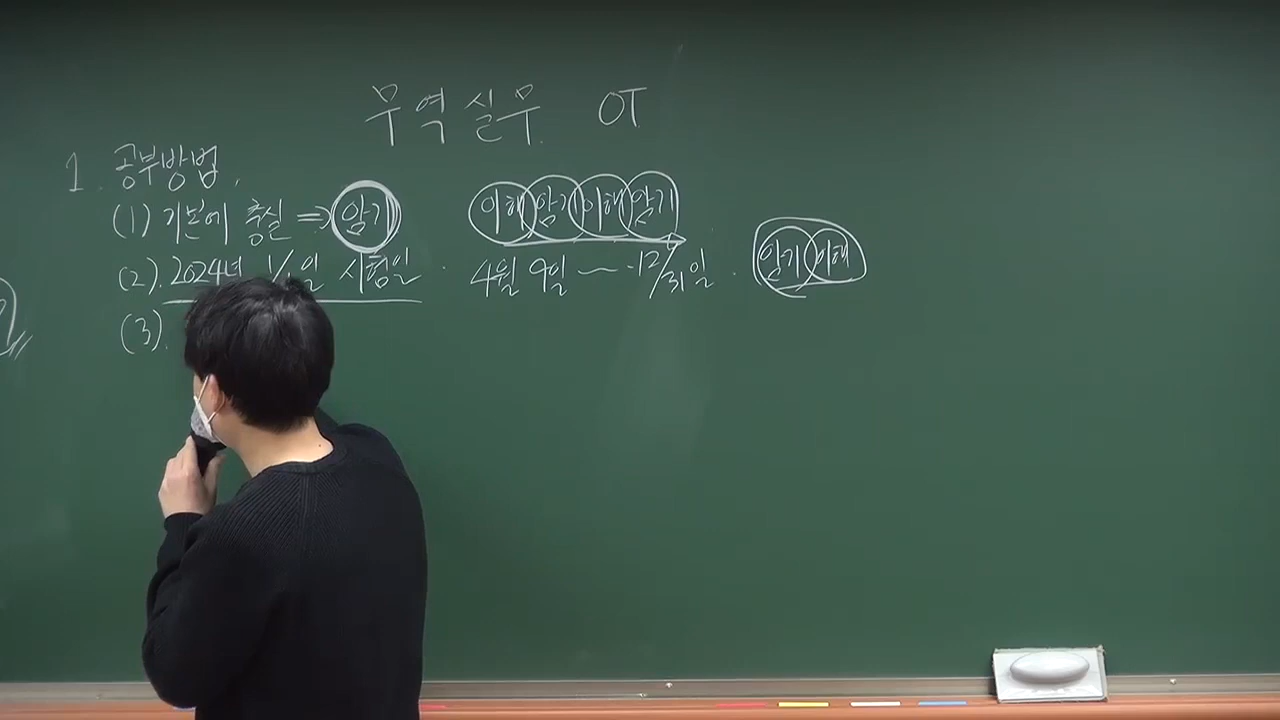 무역실무 OT
1. 공부방법.
(1) 기본에 충실 => 암기 이해 암기 이해 암기
(2). 2024년 1/1일 시험일. 4월 9일 ~ 12/31일. 암기 이해
(3).